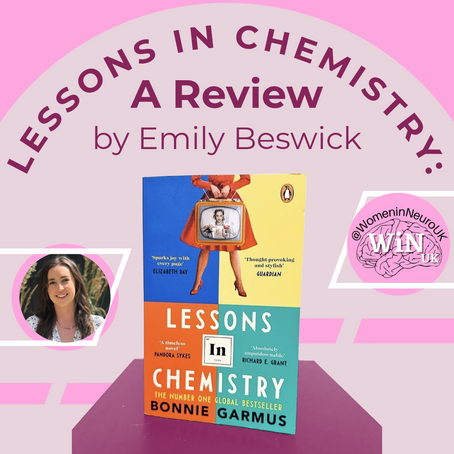 LESSONS IN CHEMISTRY:
A Review
by Emily Beswick
@WomeninNeuroUK
WiN
UK
'Sparks joy with
every page'
ELIZABETH DAY
'Thought-provoking
and stylish'
GUARDIAN
LESSONS
'A timeless
novel'
PANDORA SYKES
In
'Absolutely
unputdownable'
RICHARD E. GRANT
CHEMISTRY
THE NUMBER ONE GLOBAL BESTSELLER
BONNIE GARMUS